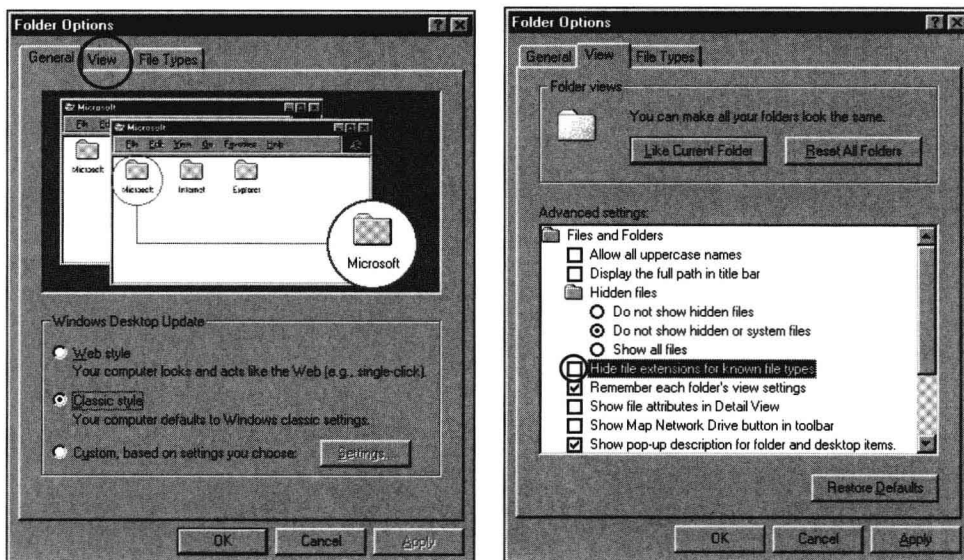 Folder Options
General View File Types
Microsoft
Microsoft
File Edit View Go Favorites Help
Microsoft
Microsoft Internet Explorer
Microsoft
Windows Desktop Update
Web style
Your computer looks and acts like the Web (e.g., single-click).
Classic style
Your computer defaults to Windows classic settings.
Custom, based on settings you choose: Settings...
OK Cancel Apply
Folder Options
General View File Types
Folder views
You can make all your folders look the same.
Like Current Folder Reset All Folders
Advanced settings:
Files and Folders
Allow all uppercase names
Display the full path in title bar
Hidden files
Do not show hidden files
Do not show hidden or system files
Show all files
Hide file extensions for known file types
Remember each folder's view settings
Show file attributes in Detail View
Show Map Network Drive button in toolbar
Show pop-up description for folder and desktop items.
Restore Defaults
OK Cancel Apply